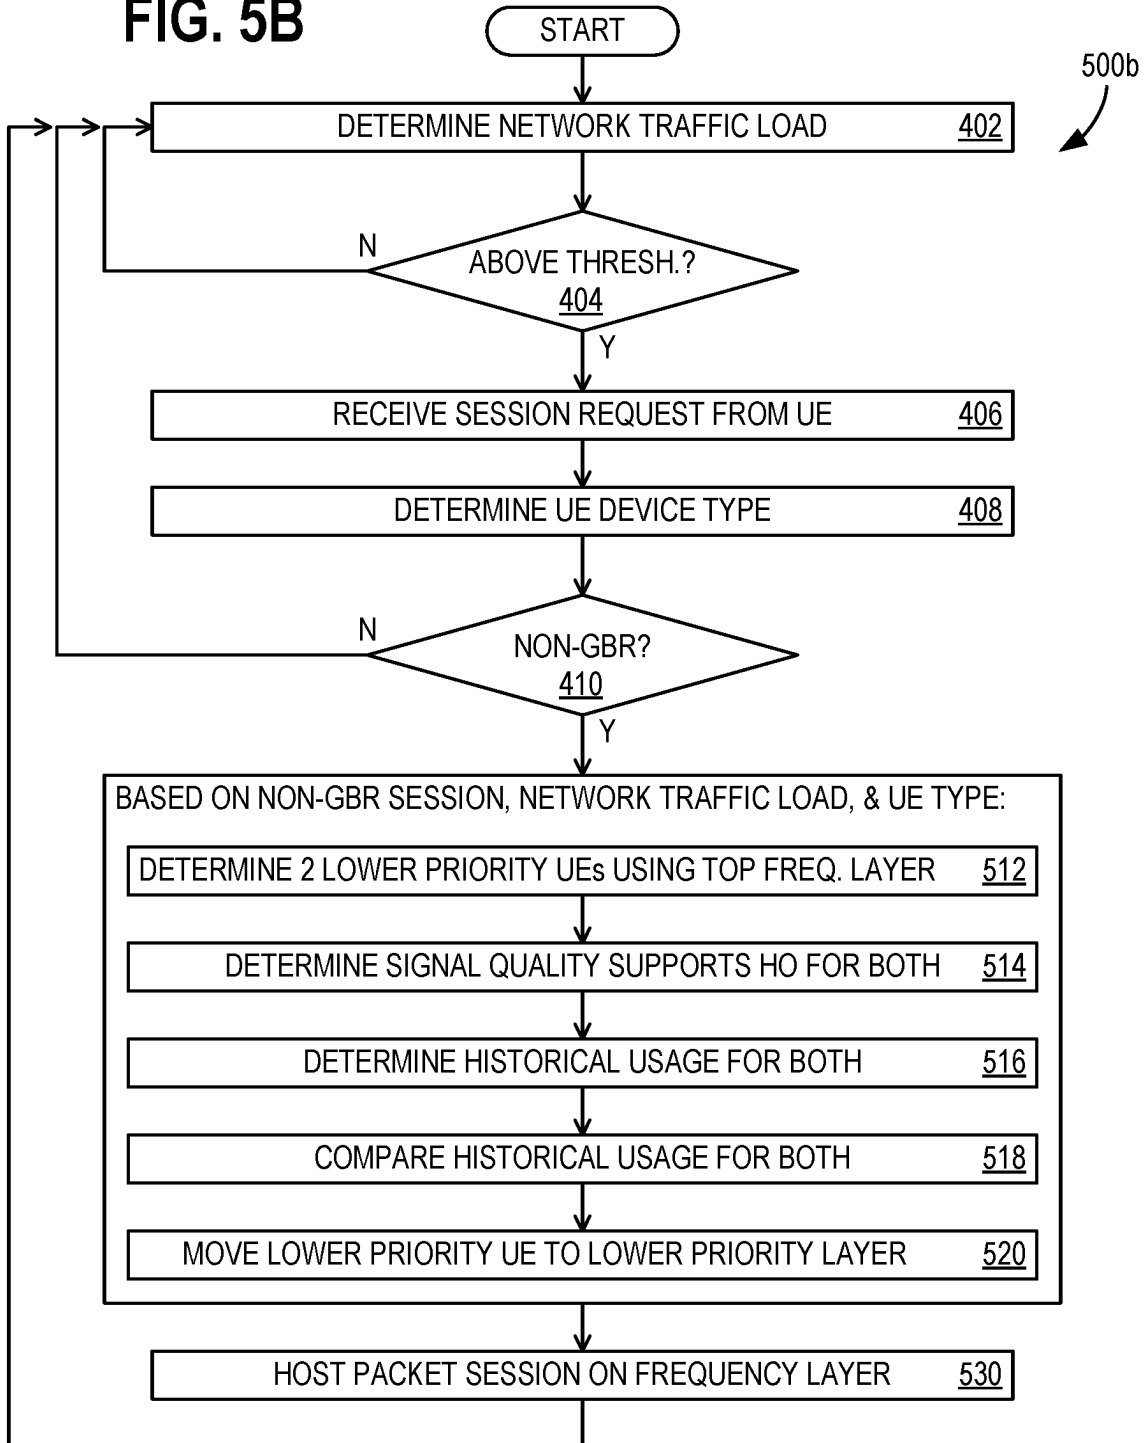 FIG. 5B
START
500b
DETERMINE NETWORK TRAFFIC LOAD 402
N
ABOVE THRESH.?
404
Y
RECEIVE SESSION REQUEST FROM UE 406
DETERMINE UE DEVICE TYPE 408
N
NON-GBR?
410
Y
BASED ON NON-GBR SESSION, NETWORK TRAFFIC LOAD, & UE TYPE:
DETERMINE 2 LOWER PRIORITY UEs USING TOP FREQ. LAYER 512
DETERMINE SIGNAL QUALITY SUPPORTS HO FOR BOTH 514
DETERMINE HISTORICAL USAGE FOR BOTH 516
COMPARE HISTORICAL USAGE FOR BOTH 518
MOVE LOWER PRIORITY UE TO LOWER PRIORITY LAYER 520
HOST PACKET SESSION ON FREQUENCY LAYER 530